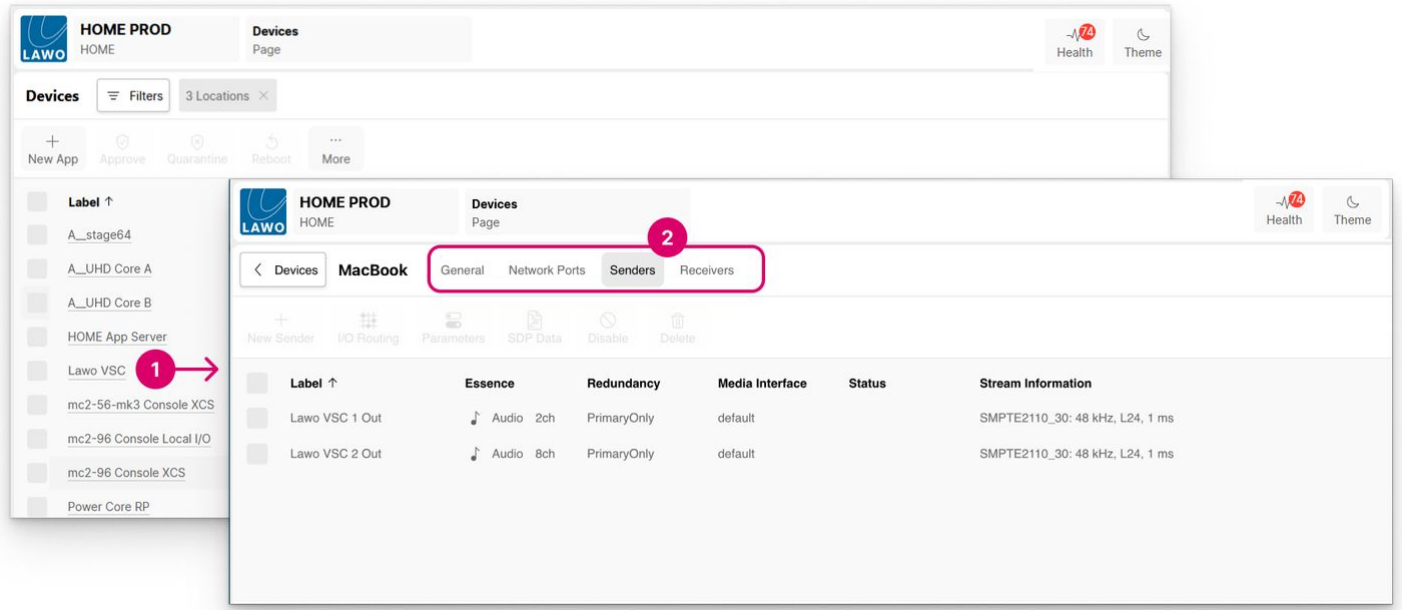 LAWO
HOME PROD
HOME
Devices
Page
74
Health
Theme
Devices
Filters
3 Locations ×
+
New App
Approve
Quarantine
Reboot
...
More
Label ↑
A__stage64
A__UHD Core A
A__UHD Core B
HOME App Server
Lawo VSC
1
mc2-56-mk3 Console XCS
mc2-96 Console Local I/O
mc2-96 Console XCS
Power Core RP
LAWO
HOME PROD
HOME
Devices
Page
74
Health
Theme
2
< Devices
MacBook
General
Network Ports
Senders
Receivers
+
New Sender
I/O Routing
Parameters
SDP Data
Disable
Delete
Label ↑ Essence Redundancy Media Interface Status Stream Information
Lawo VSC 1 Out Audio 2ch PrimaryOnly default SMPTE2110_30: 48 kHz, L24, 1 ms
Lawo VSC 2 Out Audio 8ch PrimaryOnly default SMPTE2110_30: 48 kHz, L24, 1 ms